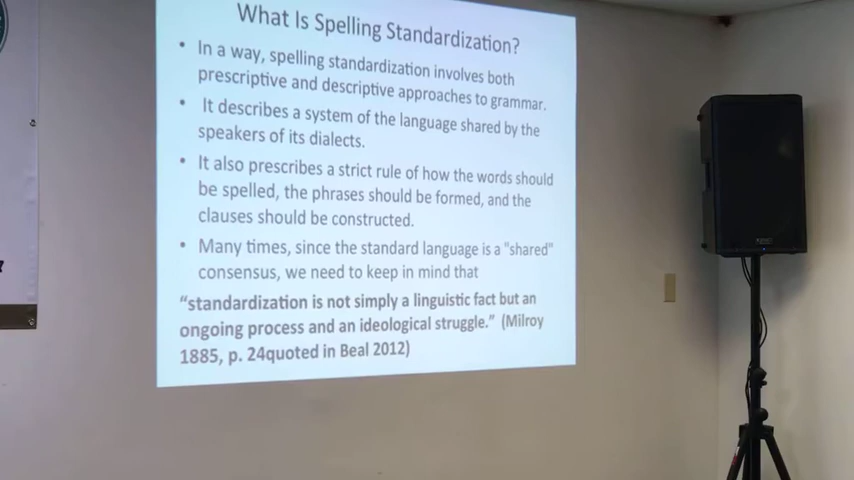 What Is Spelling Standardization?
• In a way, spelling standardization involves both
prescriptive and descriptive approaches to grammar.
• It describes a system of the language shared by the
speakers of its dialects.
• It also prescribes a strict rule of how the words should
be spelled, the phrases should be formed, and the
clauses should be constructed.
• Many times, since the standard language is a "shared"
consensus, we need to keep in mind that
“standardization is not simply a linguistic fact but an
ongoing process and an ideological struggle.” (Milroy
1885, p. 24quoted in Beal 2012)